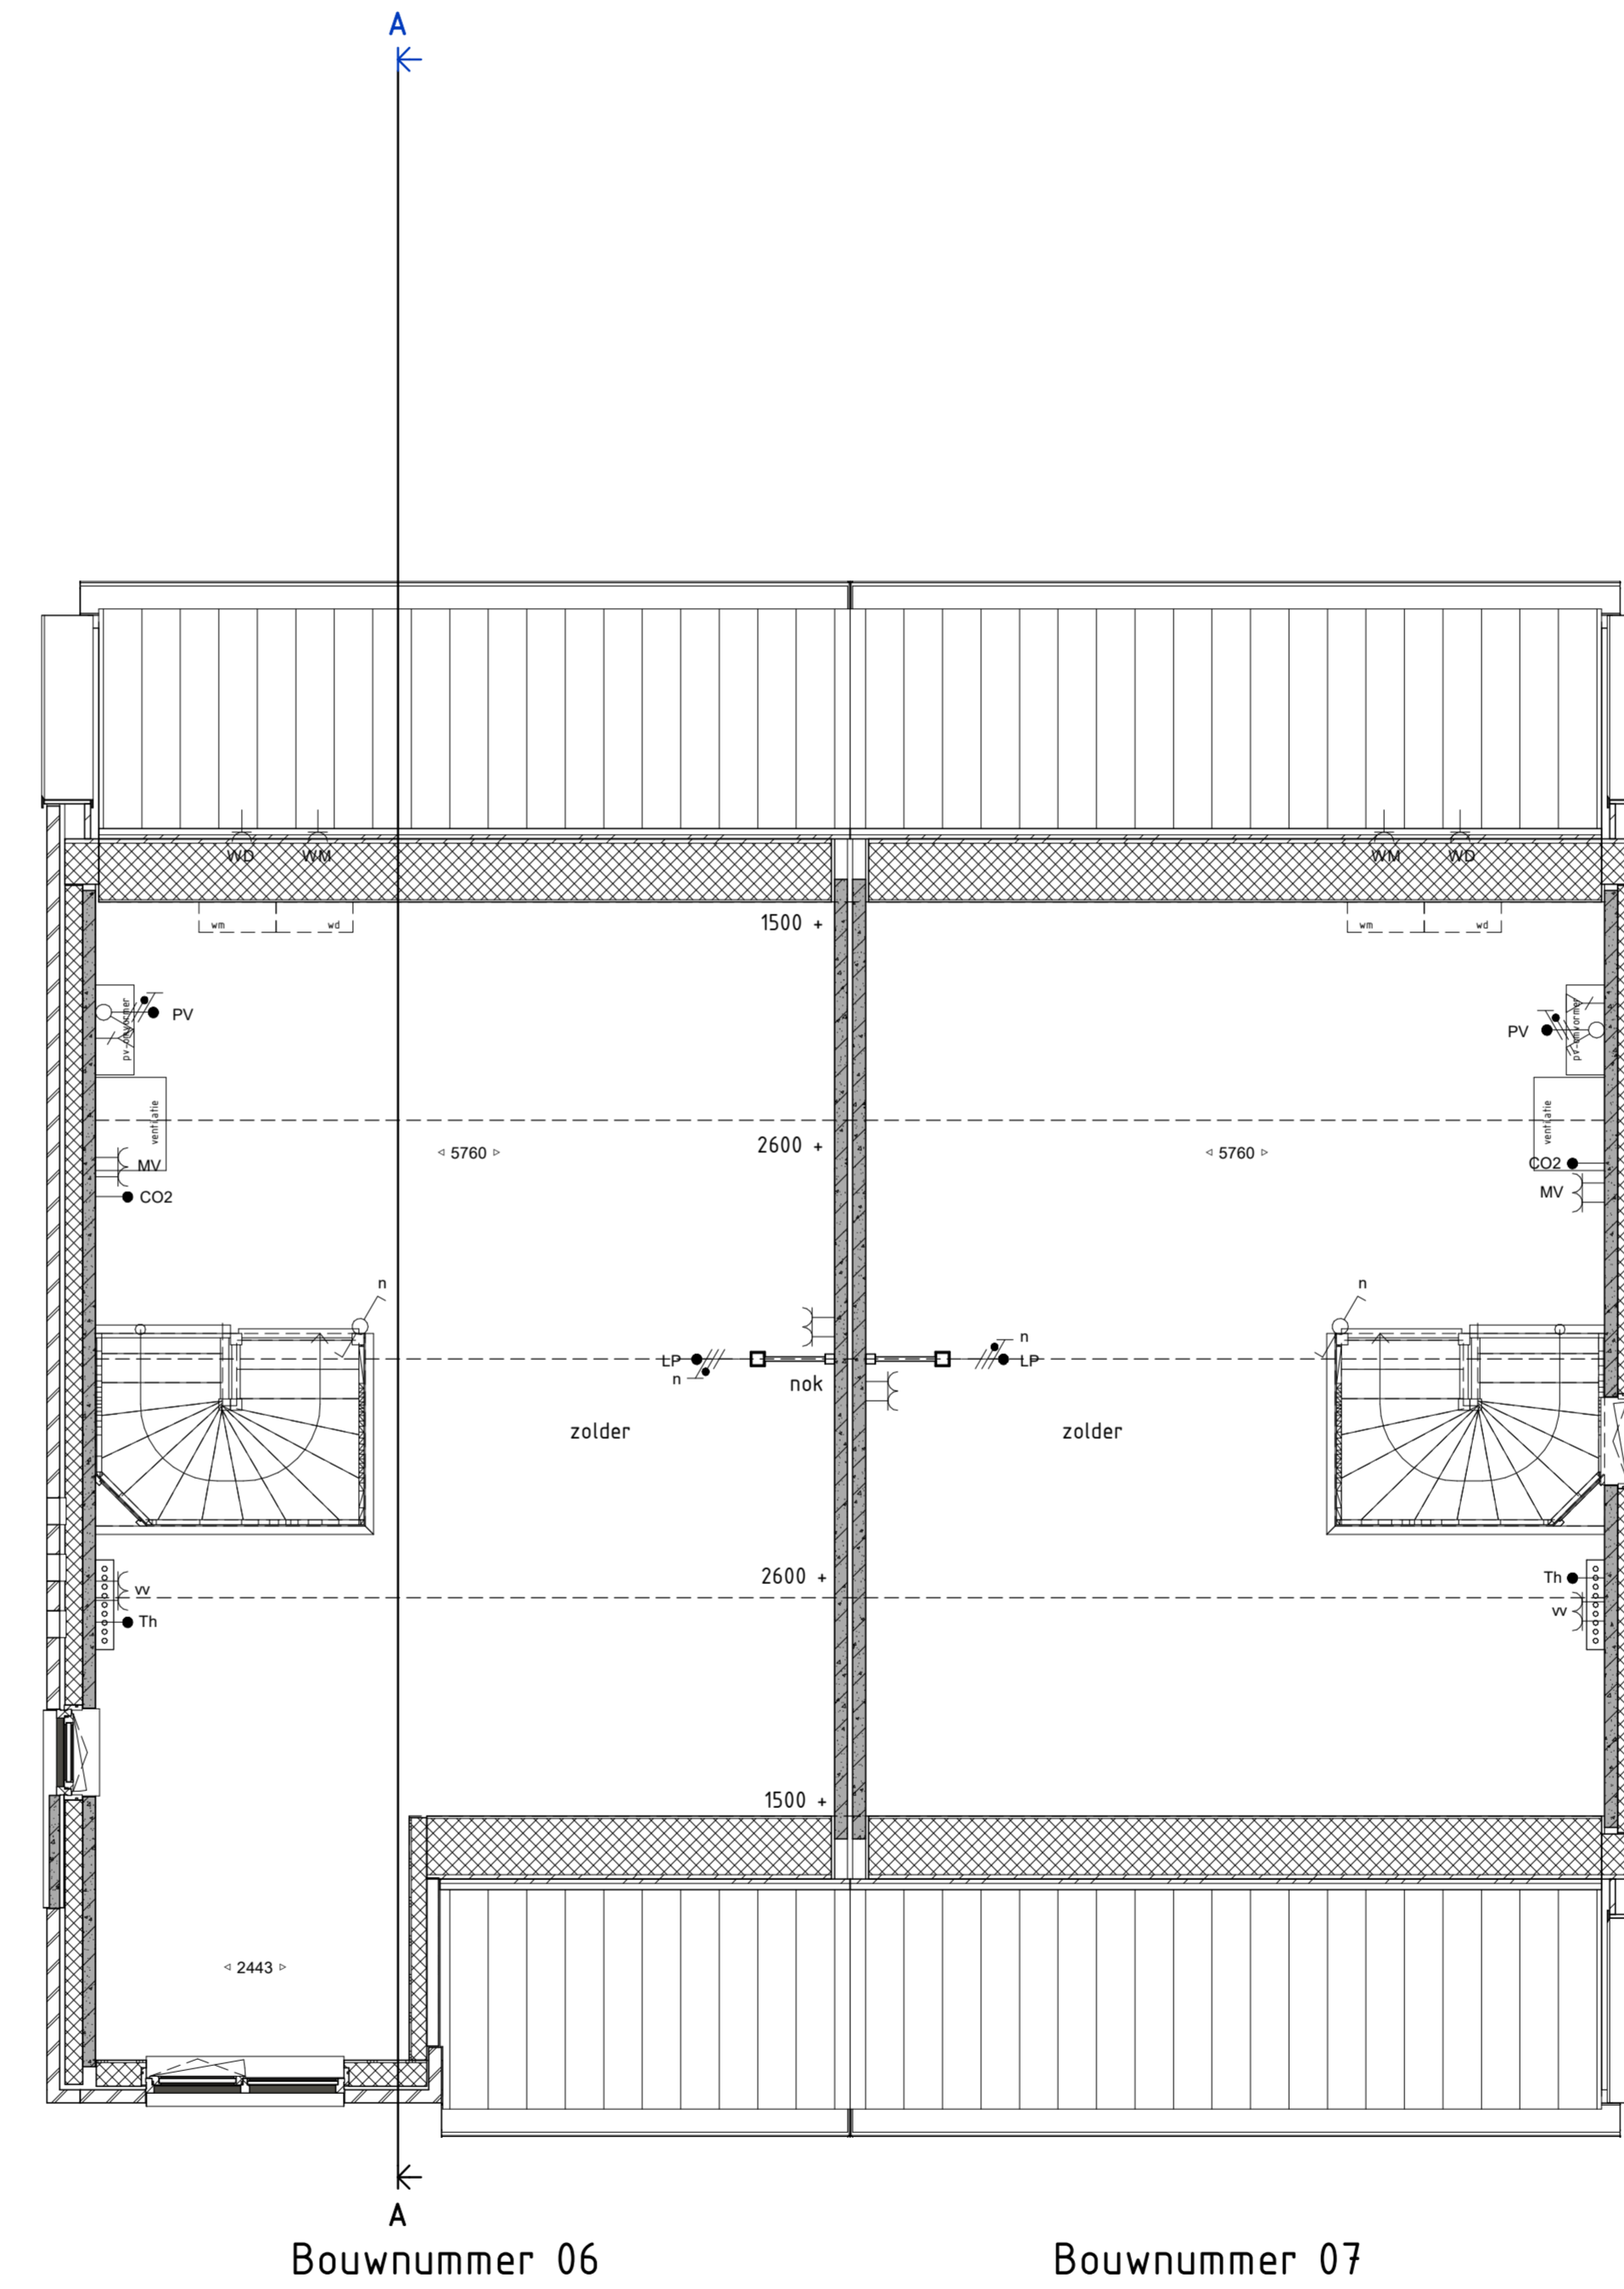 A
WD WM WM WD
wm wd 1500 + wm wd
pv-omvormer PV PV pv-omvormer
ventilatie ventilatie
2600 +
5760 5760
MV CO2
CO2 MV
n n
n
LP LP
n nok
zolder zolder
2600 + Th
vv vv
Th
1500 +
2443
A
Bouwnummer 06 Bouwnummer 07